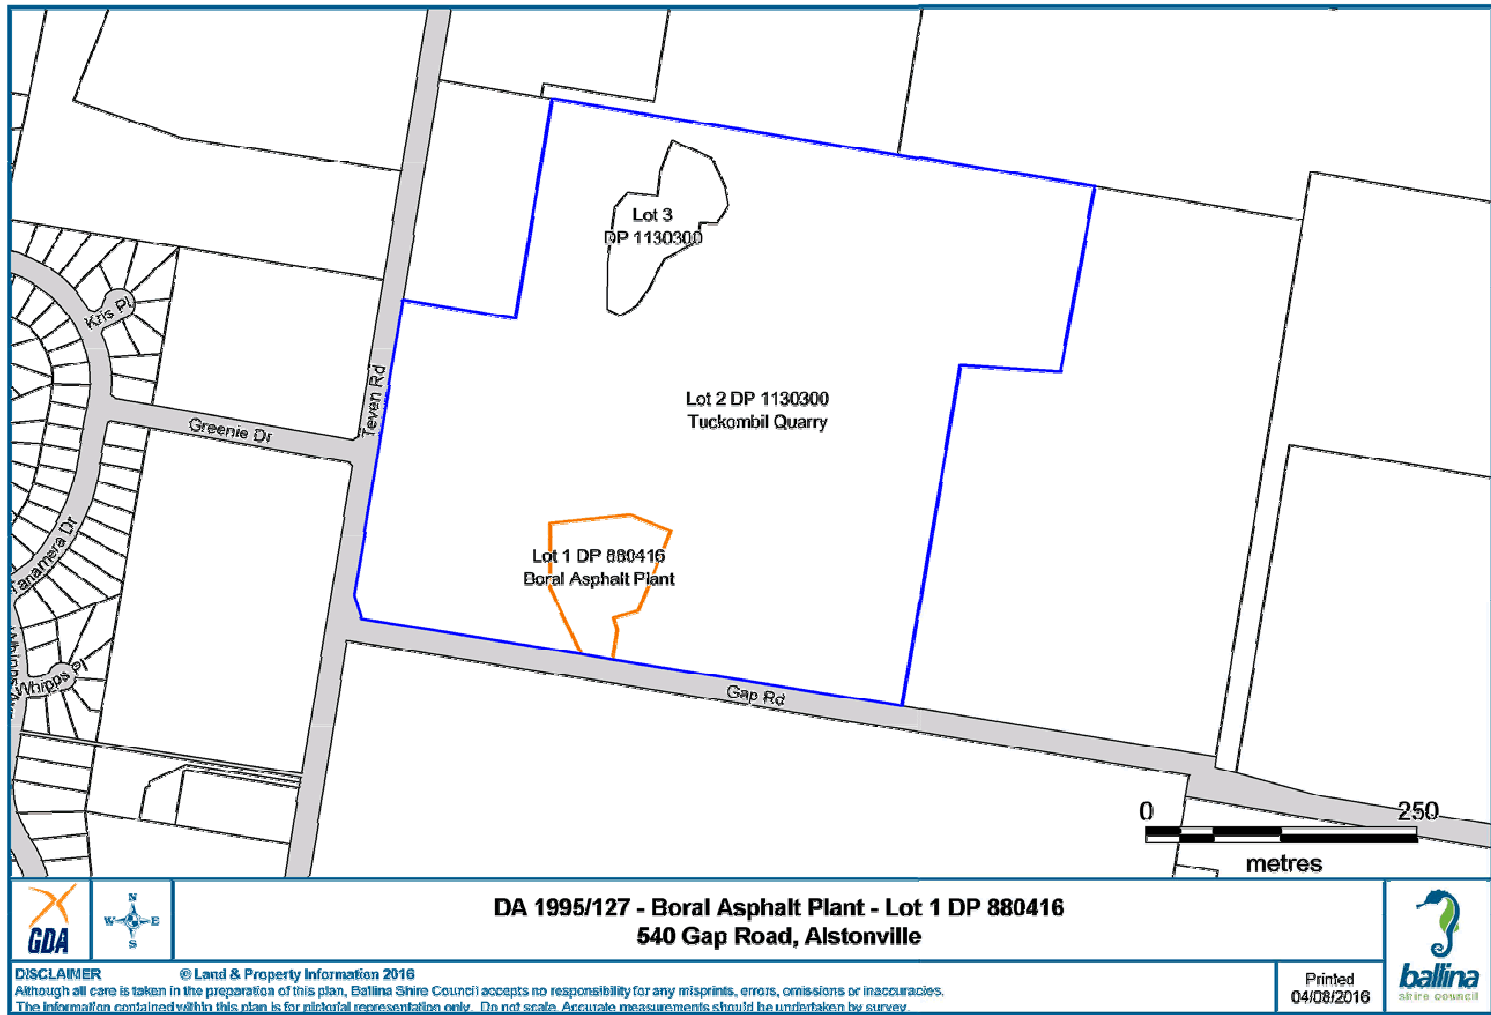 Lot 3
DP 1130300
Kris Pl
Teven Rd
Greenie Dr
Lot 2 DP 1130300
Tuckombil Quarry
Tanamera Dr
Lot 1 DP 880416
Boral Asphalt Plant
Whipps Pl
Gap Rd
0 250
metres
GDA
N
W E
S
DA 1995/127 - Boral Asphalt Plant - Lot 1 DP 880416
540 Gap Road, Alstonville
ballina
shire council
DISCLAIMER © Land & Property Information 2016
Although all care is taken in the preparation of this plan, Ballina Shire Council accepts no responsibility for any misprints, errors, omissions or inaccuracies.
The information contained within this plan is for pictorial representation only. Do not scale. Accurate measurements should be undertaken by survey.
Printed
04/08/2016